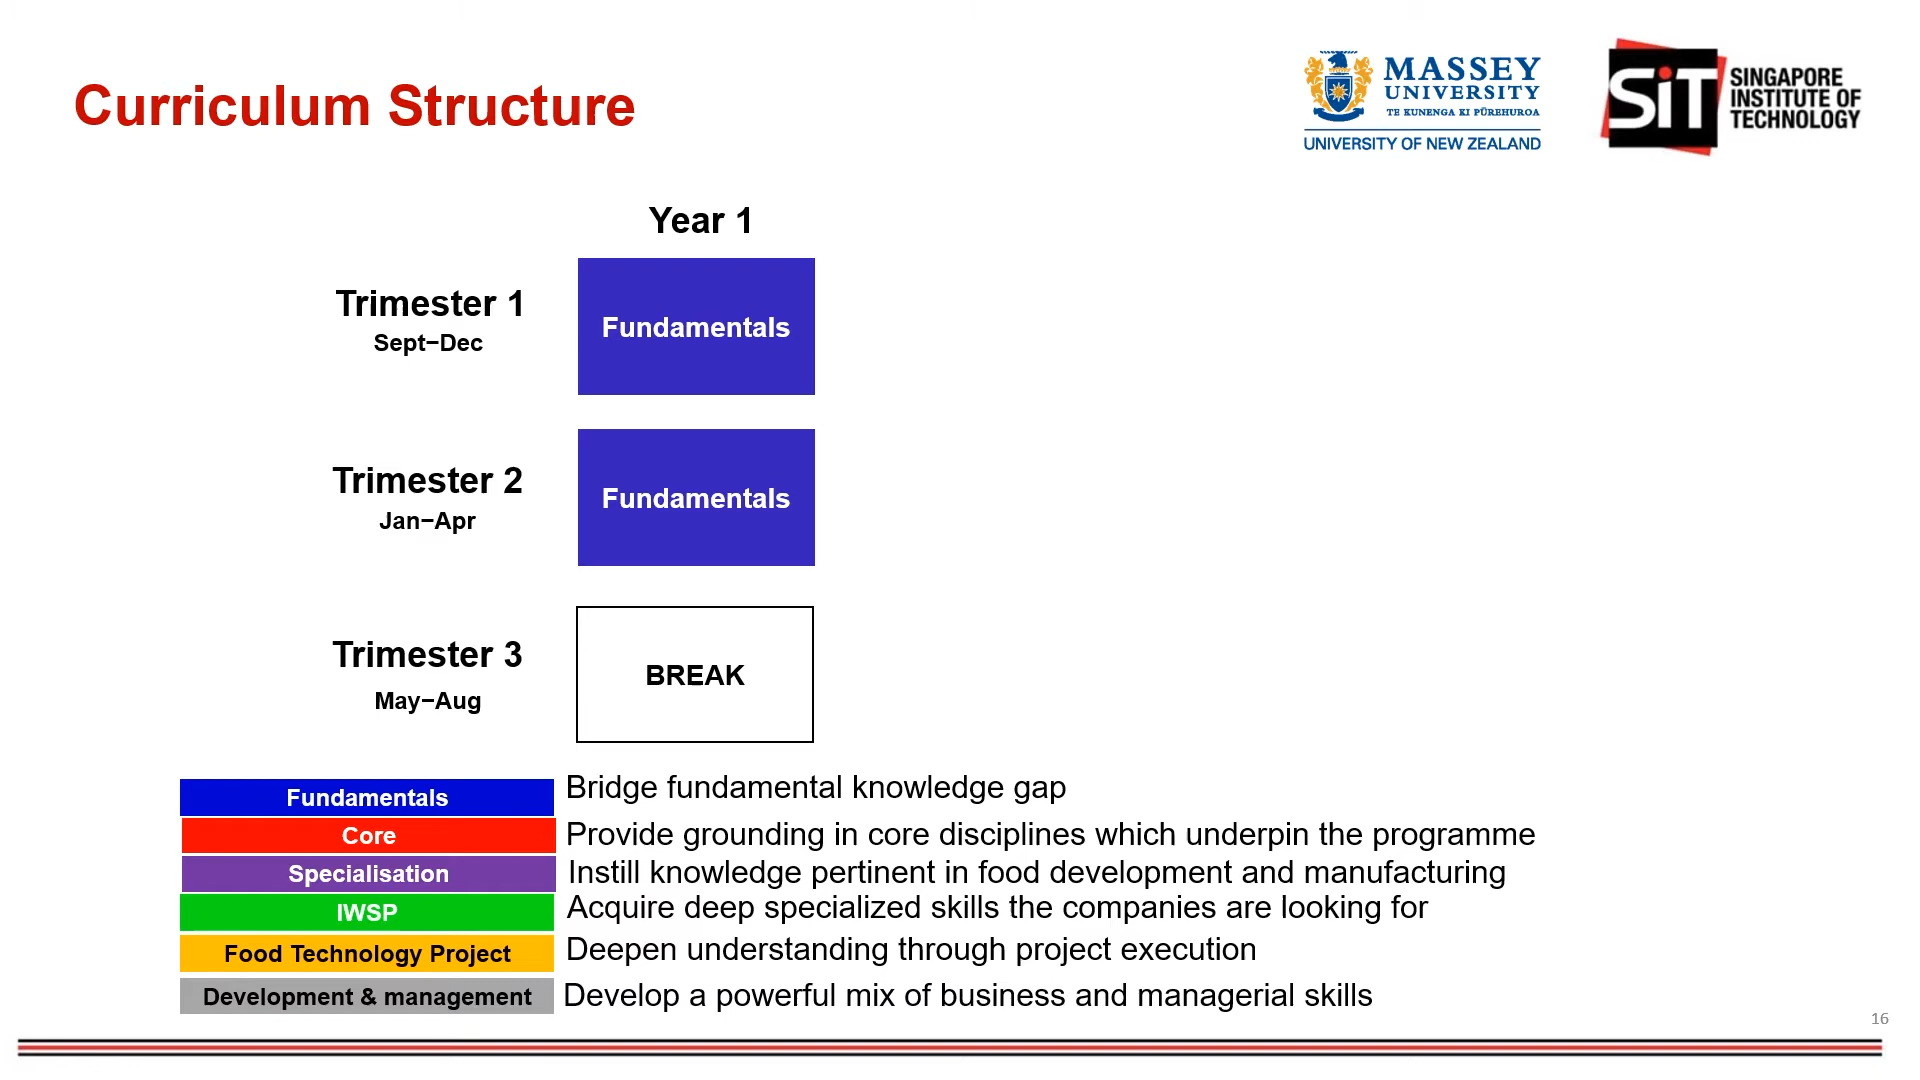 Curriculum Structure
MASSEY
UNIVERSITY
TE KUNENGA KI PŪREHUROA
UNIVERSITY OF NEW ZEALAND
SiT
SINGAPORE
INSTITUTE OF
TECHNOLOGY
Year 1
Trimester 1
Sept–Dec
Fundamentals
Trimester 2
Jan–Apr
Fundamentals
Trimester 3
May–Aug
BREAK
Fundamentals Bridge fundamental knowledge gap
Core Provide grounding in core disciplines which underpin the programme
Specialisation Instill knowledge pertinent in food development and manufacturing
IWSP Acquire deep specialized skills the companies are looking for
Food Technology Project Deepen understanding through project execution
Development & management Develop a powerful mix of business and managerial skills
16